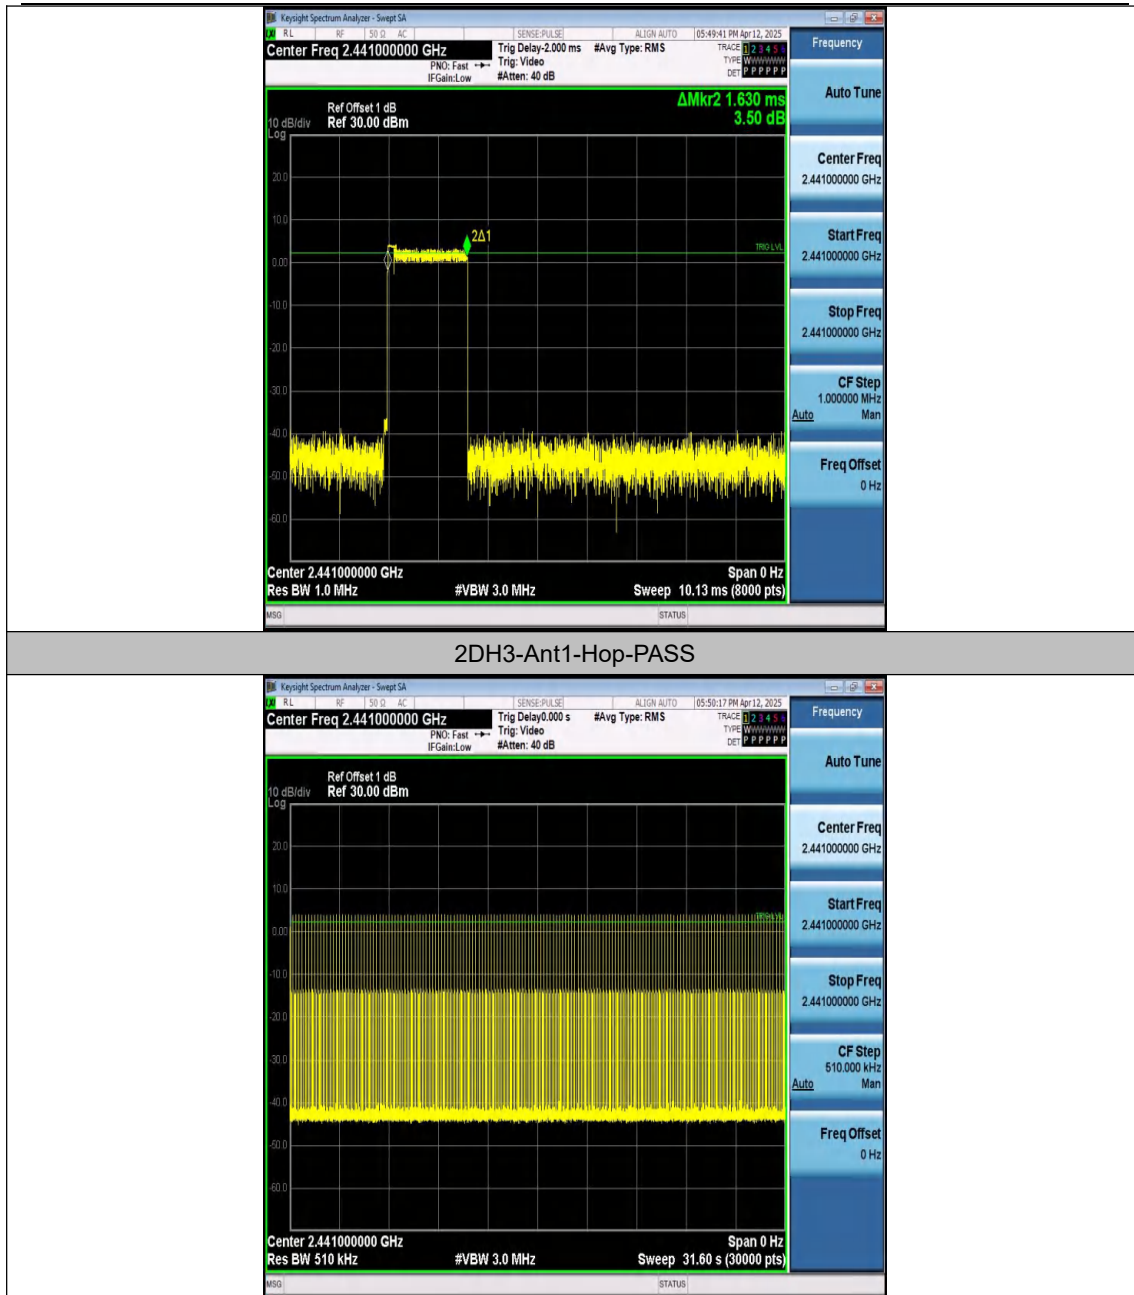 Keysight Spectrum Analyzer - Swept SA
RL RF 50 Ω AC SENSE:PULSE ALIGN AUTO 05:49:41 PM Apr 12, 2025
Center Freq 2.441000000 GHz
PNO: Fast
IFGain:Low
Trig Delay-2.000 ms
Trig: Video
#Atten: 40 dB
#Avg Type: RMS
TRACE 1 2 3 4 5 6
TYPE WWWWWW
DET P P P P P P
ΔMkr2 1.630 ms
3.50 dB
Ref Offset 1 dB
10 dB/div Ref 30.00 dBm
Log
20.0
10.0
2Δ1
TRIG LVL
0.00
-10.0
-20.0
-30.0
-40.0
-50.0
-60.0
Center 2.441000000 GHz Span 0 Hz
Res BW 1.0 MHz #VBW 3.0 MHz Sweep 10.13 ms (8000 pts)
MSG STATUS
Frequency
Auto Tune
Center Freq
2.441000000 GHz
Start Freq
2.441000000 GHz
Stop Freq
2.441000000 GHz
CF Step
1.000000 MHz
Auto Man
Freq Offset
0 Hz
2DH3-Ant1-Hop-PASS
Keysight Spectrum Analyzer - Swept SA
RL RF 50 Ω AC SENSE:PULSE ALIGN AUTO 05:50:17 PM Apr 12, 2025
Center Freq 2.441000000 GHz
PNO: Fast
IFGain:Low
Trig Delay0.000 s
Trig: Video
#Atten: 40 dB
#Avg Type: RMS
TRACE 1 2 3 4 5 6
TYPE WWWWWW
DET P P P P P P
Ref Offset 1 dB
10 dB/div Ref 30.00 dBm
Log
20.0
10.0
TRIG LVL
0.00
-10.0
-20.0
-30.0
-40.0
-50.0
-60.0
Center 2.441000000 GHz Span 0 Hz
Res BW 510 kHz #VBW 3.0 MHz Sweep 31.60 s (30000 pts)
MSG STATUS
Frequency
Auto Tune
Center Freq
2.441000000 GHz
Start Freq
2.441000000 GHz
Stop Freq
2.441000000 GHz
CF Step
510.000 kHz
Auto Man
Freq Offset
0 Hz